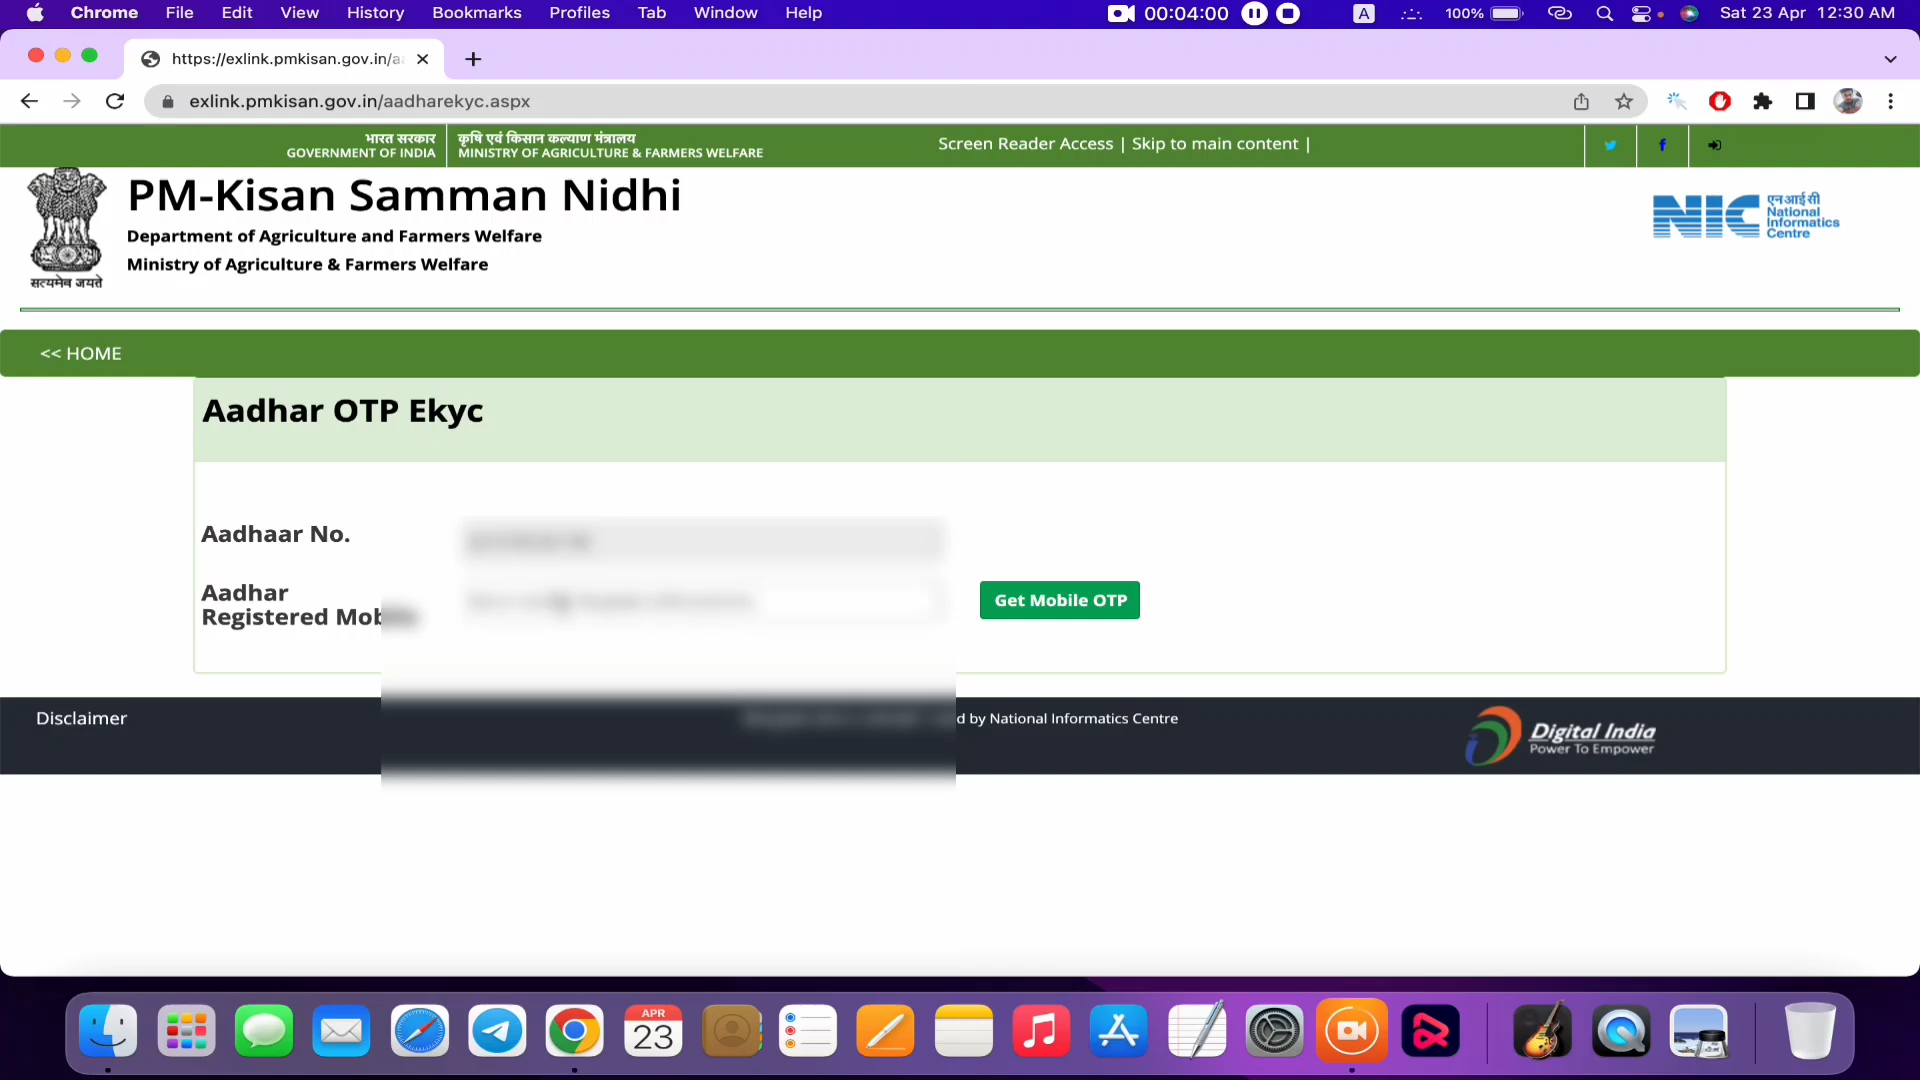 Chrome File Edit View History Bookmarks Profiles Tab Window Help 00:04:00 A 100% Sat 23 Apr 12:30 AM
https://exlink.pmkisan.gov.in/aa
exlink.pmkisan.gov.in/aadharekyc.aspx
भारत सरकार
GOVERNMENT OF INDIA
कृषि एवं किसान कल्याण मंत्रालय
MINISTRY OF AGRICULTURE & FARMERS WELFARE
Screen Reader Access | Skip to main content |
PM-Kisan Samman Nidhi
Department of Agriculture and Farmers Welfare
Ministry of Agriculture & Farmers Welfare
सत्यमेव जयते
NIC
एनआईसी
National
Informatics
Centre
<< HOME
Aadhar OTP Ekyc
Aadhaar No.
Aadhar
Registered Mobile
Get Mobile OTP
Disclaimer
d by National Informatics Centre
Digital India
Power To Empower
APR
23